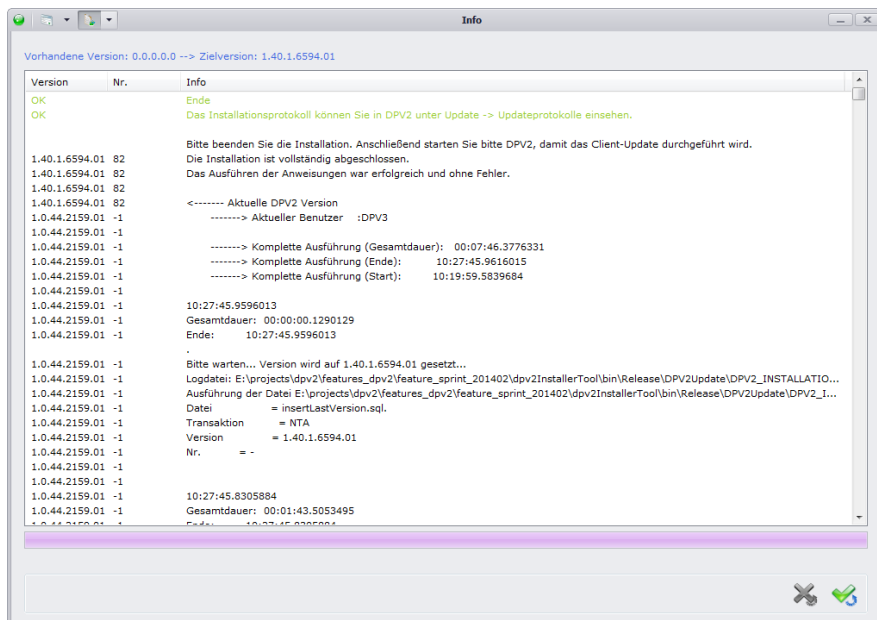 Info
Vorhandene Version: 0.0.0.0.0 --> Zielversion: 1.40.1.6594.01
Version Nr. Info
OK Ende
OK Das Installationsprotokoll können Sie in DPV2 unter Update -> Updateprotokolle einsehen.
Bitte beenden Sie die Installation. Anschließend starten Sie bitte DPV2, damit das Client-Update durchgeführt wird.
1.40.1.6594.01 82 Die Installation ist vollständig abgeschlossen.
1.40.1.6594.01 82 Das Ausführen der Anweisungen war erfolgreich und ohne Fehler.
1.40.1.6594.01 82
1.40.1.6594.01 82 <------- Aktuelle DPV2 Version
1.0.44.2159.01 -1 -------> Aktueller Benutzer :DPV3
1.0.44.2159.01 -1
1.0.44.2159.01 -1 -------> Komplette Ausführung (Gesamtdauer): 00:07:46.3776331
1.0.44.2159.01 -1 -------> Komplette Ausführung (Ende): 10:27:45.9616015
1.0.44.2159.01 -1 -------> Komplette Ausführung (Start): 10:19:59.5839684
1.0.44.2159.01 -1
1.0.44.2159.01 -1 10:27:45.9596013
1.0.44.2159.01 -1 Gesamtdauer: 00:00:00.1290129
1.0.44.2159.01 -1 Ende: 10:27:45.9596013
.
1.0.44.2159.01 -1 Bitte warten... Version wird auf 1.40.1.6594.01 gesetzt...
1.0.44.2159.01 -1 Logdatei: E:\projects\dpv2\features_dpv2\feature_sprint_201402\dpv2InstallerTool\bin\Release\DPV2Update\DPV2_INSTALLATIO...
1.0.44.2159.01 -1 Ausführung der Datei E:\projects\dpv2\features_dpv2\feature_sprint_201402\dpv2InstallerTool\bin\Release\DPV2Update\DPV2_I...
1.0.44.2159.01 -1 Datei = insertLastVersion.sql.
1.0.44.2159.01 -1 Transaktion = NTA
1.0.44.2159.01 -1 Version = 1.40.1.6594.01
1.0.44.2159.01 -1 Nr. = -
1.0.44.2159.01 -1
1.0.44.2159.01 -1
1.0.44.2159.01 -1 10:27:45.8305884
1.0.44.2159.01 -1 Gesamtdauer: 00:01:43.5053495
1.0.44.2159.01 -1 Ende: 10:27:45.8305884